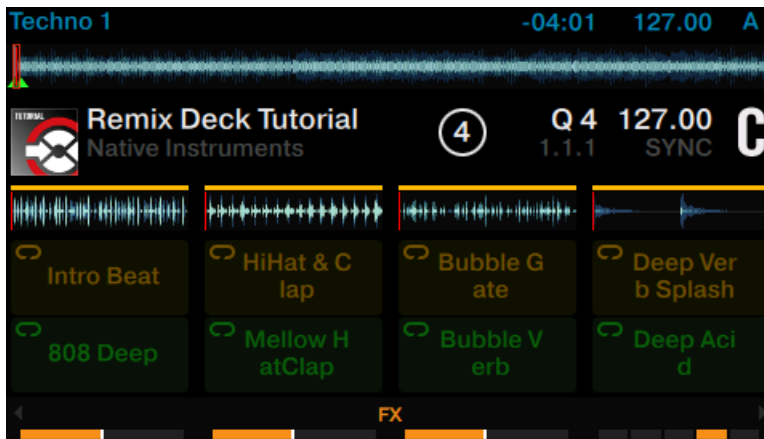 Techno 1 -04:01 127.00 A
TUTORIAL
Remix Deck Tutorial 4 Q 4 127.00 C
Native Instruments 1.1.1 SYNC
Intro Beat
HiHat & C
lap
Bubble G
ate
Deep Ver
b Splash
808 Deep
Mellow H
atClap
Bubble V
erb
Deep Aci
d
FX